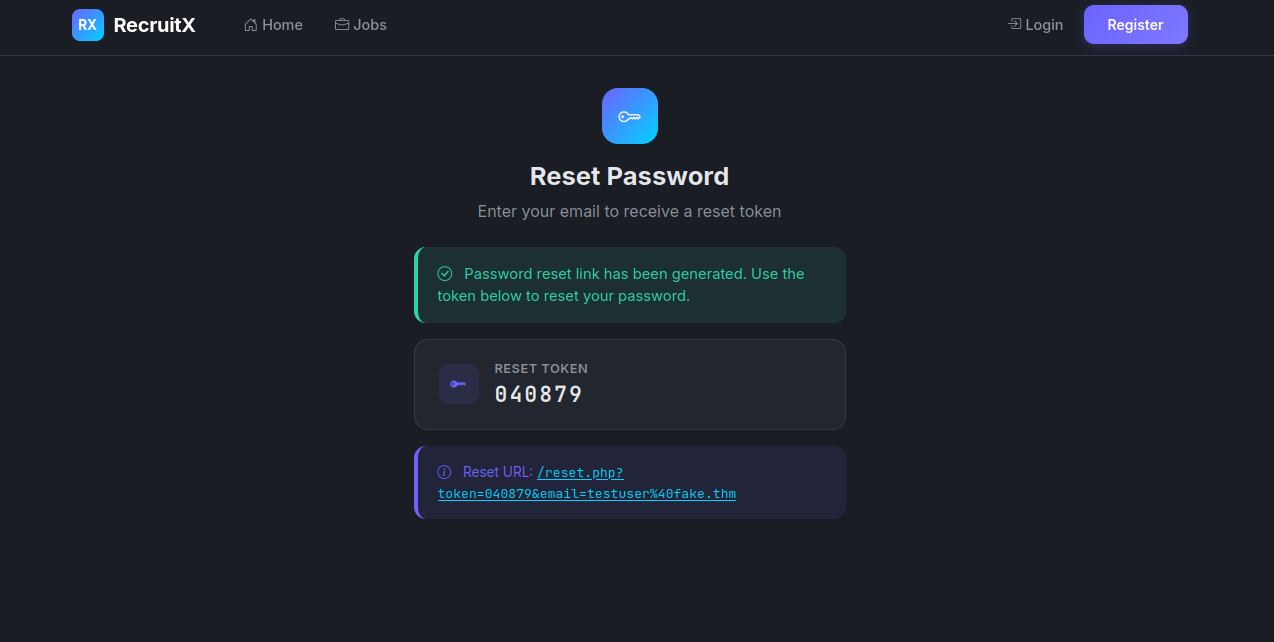 RX RecruitX Home Jobs Login Register
Reset Password
Enter your email to receive a reset token
Password reset link has been generated. Use the
token below to reset your password.
RESET TOKEN
040879
Reset URL: /reset.php?
token=040879&email=testuser%40fake.thm